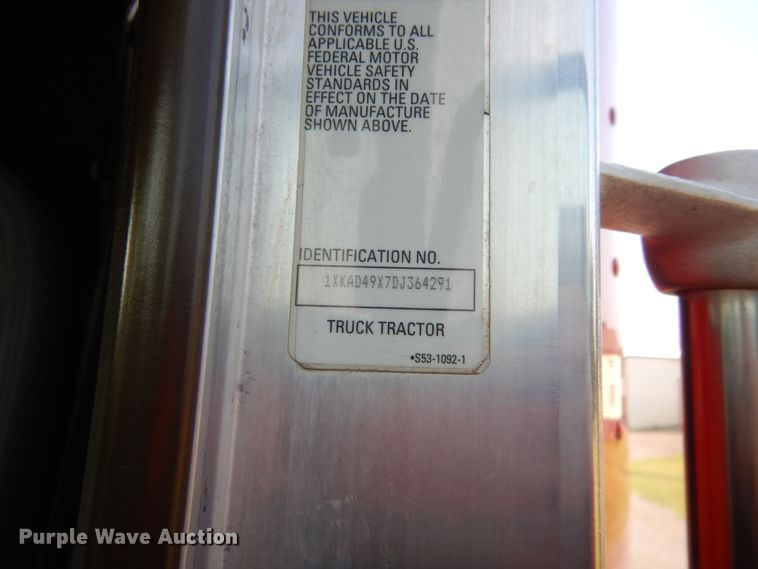 THIS VEHICLE
CONFORMS TO ALL
APPLICABLE U.S.
FEDERAL MOTOR
VEHICLE SAFETY
STANDARDS IN
EFFECT ON THE DATE
OF MANUFACTURE
SHOWN ABOVE.
IDENTIFICATION NO.
1XKAD49X7DJ364291
TRUCK TRACTOR
•S53-1092-1
Purple Wave Auction